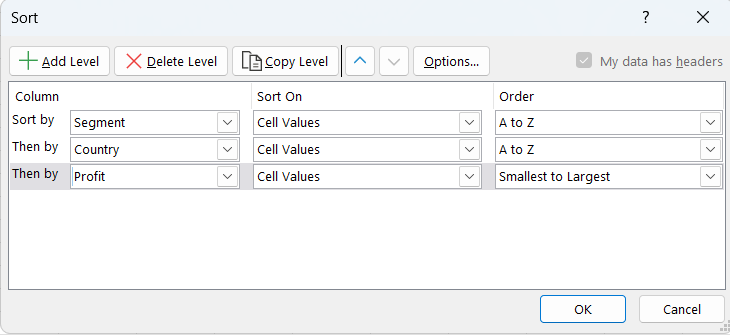 Sort ?
Add Level Delete Level Copy Level Options... My data has headers
Column Sort On Order
Sort by Segment Cell Values A to Z
Then by Country Cell Values A to Z
Then by Profit Cell Values Smallest to Largest
OK Cancel